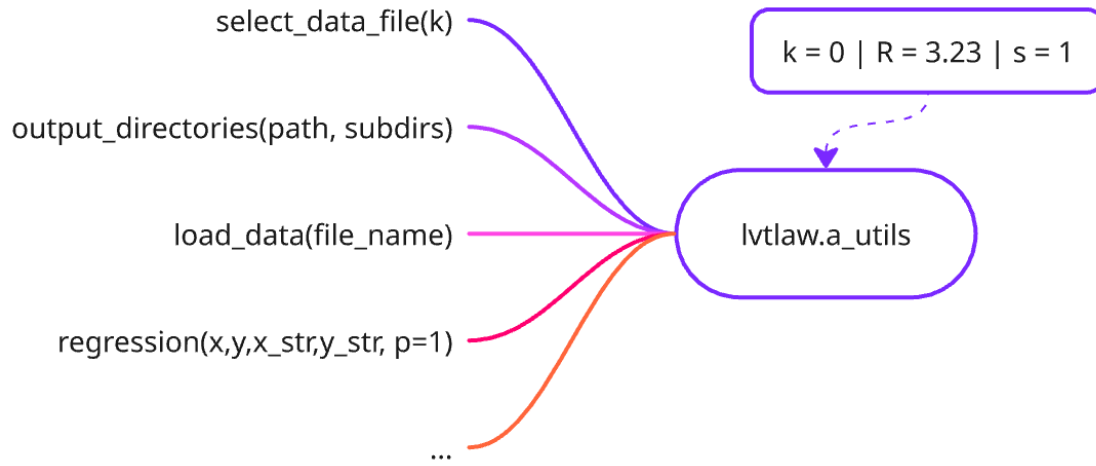 select_data_file(k)
k = 0 | R = 3.23 | s = 1
output_directories(path, subdirs)
load_data(file_name)
lvtlaw.a_utils
regression(x,y,x_str,y_str, p=1)
...